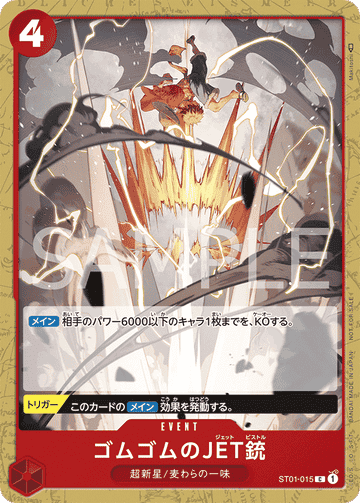 4
SAMPLE
メイン 相手のパワー6000以下のキャラ1枚までを、KOする。
トリガー このカードの メイン 効果を発動する。
EVENT
ゴムゴムのJET銃
超新星/麦わらの一味
ST01-015 C 1